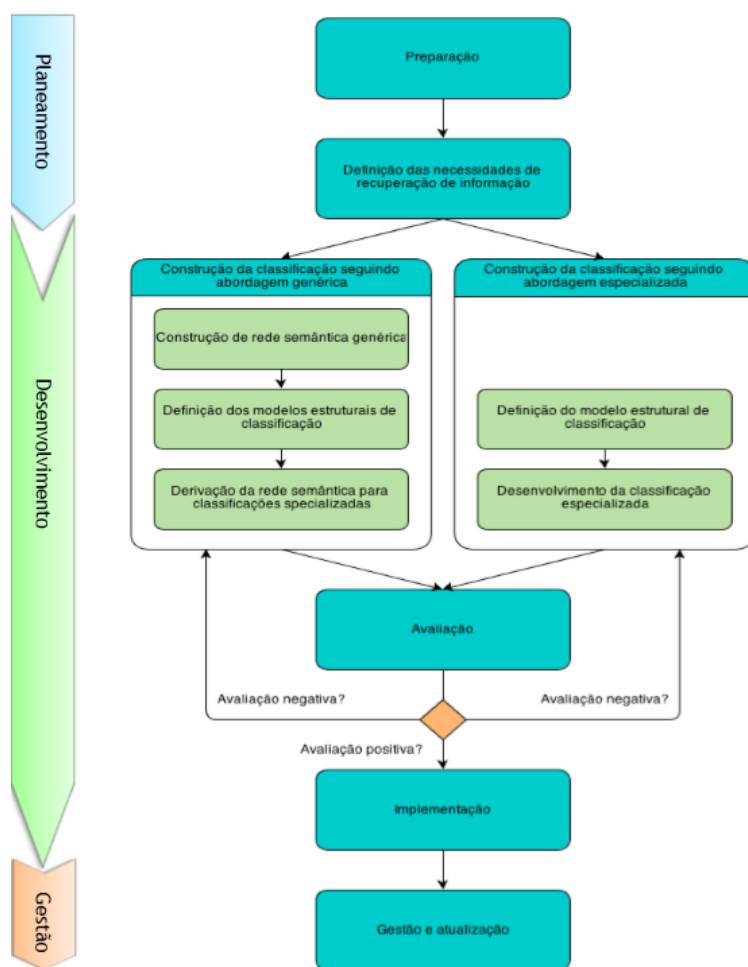 Planeamento
Desenvolvimento
Gestão
Preparação
Definição das necessidades de
recuperação de informação
Construção da classificação seguindo
abordagem genérica
Construção de rede semântica genérica
Definição dos modelos estruturais de
classificação
Derivação da rede semântica para
classificações specializadas
Construção da classificação seguindo
abordagem especializada
Definição do modelo estrutural de
classificação
Desenvolvimento da classificação
especializada
Avaliação
Avaliação negativa?
Avaliação negativa?
Avaliação positiva?
Implementação
Gestão e atualização